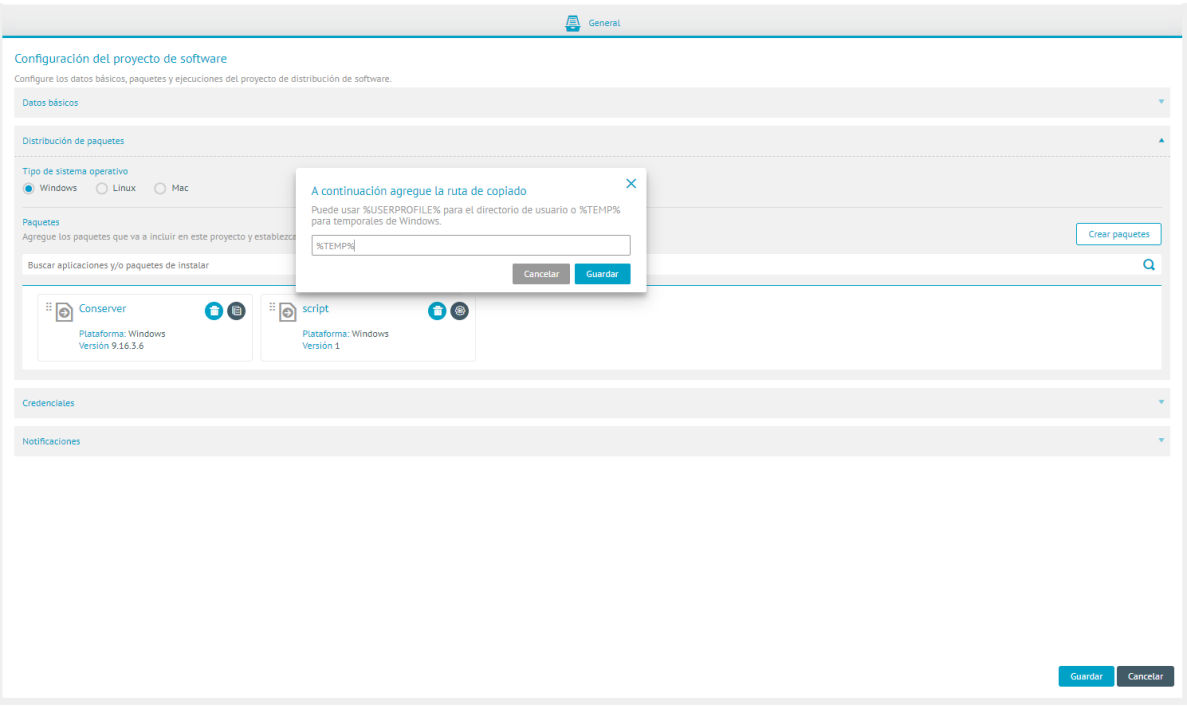 General
Configuración del proyecto de software
Configure los datos básicos, paquetes y ejecuciones del proyecto de distribución de software.
Datos básicos
Distribución de paquetes
Tipo de sistema operativo
Windows Linux Mac
A continuación agregue la ruta de copiado
Puede usar %USERPROFILE% para el directorio de usuario o %TEMP%
para temporales de Windows.
%TEMP%
Cancelar Guardar
Paquetes
Agregue los paquetes que va a incluir en este proyecto y establezca
Crear paquetes
Buscar aplicaciones y/o paquetes de instalar
Conserver
Plataforma: Windows
Versión 9.16.3.6
script
Plataforma: Windows
Versión 1
Credenciales
Notificaciones
Guardar Cancelar